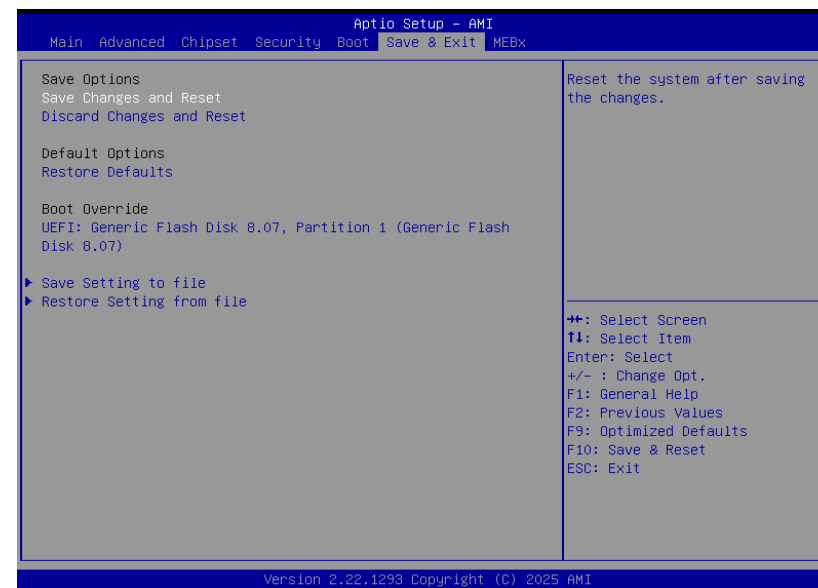 Aptio Setup – AMI
Main Advanced Chipset Security Boot Save & Exit MEBx
Save Options
Save Changes and Reset
Discard Changes and Reset
Default Options
Restore Defaults
Boot Override
UEFI: Generic Flash Disk 8.07, Partition 1 (Generic Flash
Disk 8.07)
Save Setting to file
Restore Setting from file
Reset the system after saving
the changes.
→←: Select Screen
↑↓: Select Item
Enter: Select
+/- : Change Opt.
F1: General Help
F2: Previous Values
F9: Optimized Defaults
F10: Save & Reset
ESC: Exit
Version 2.22.1293 Copyright (C) 2025 AMI